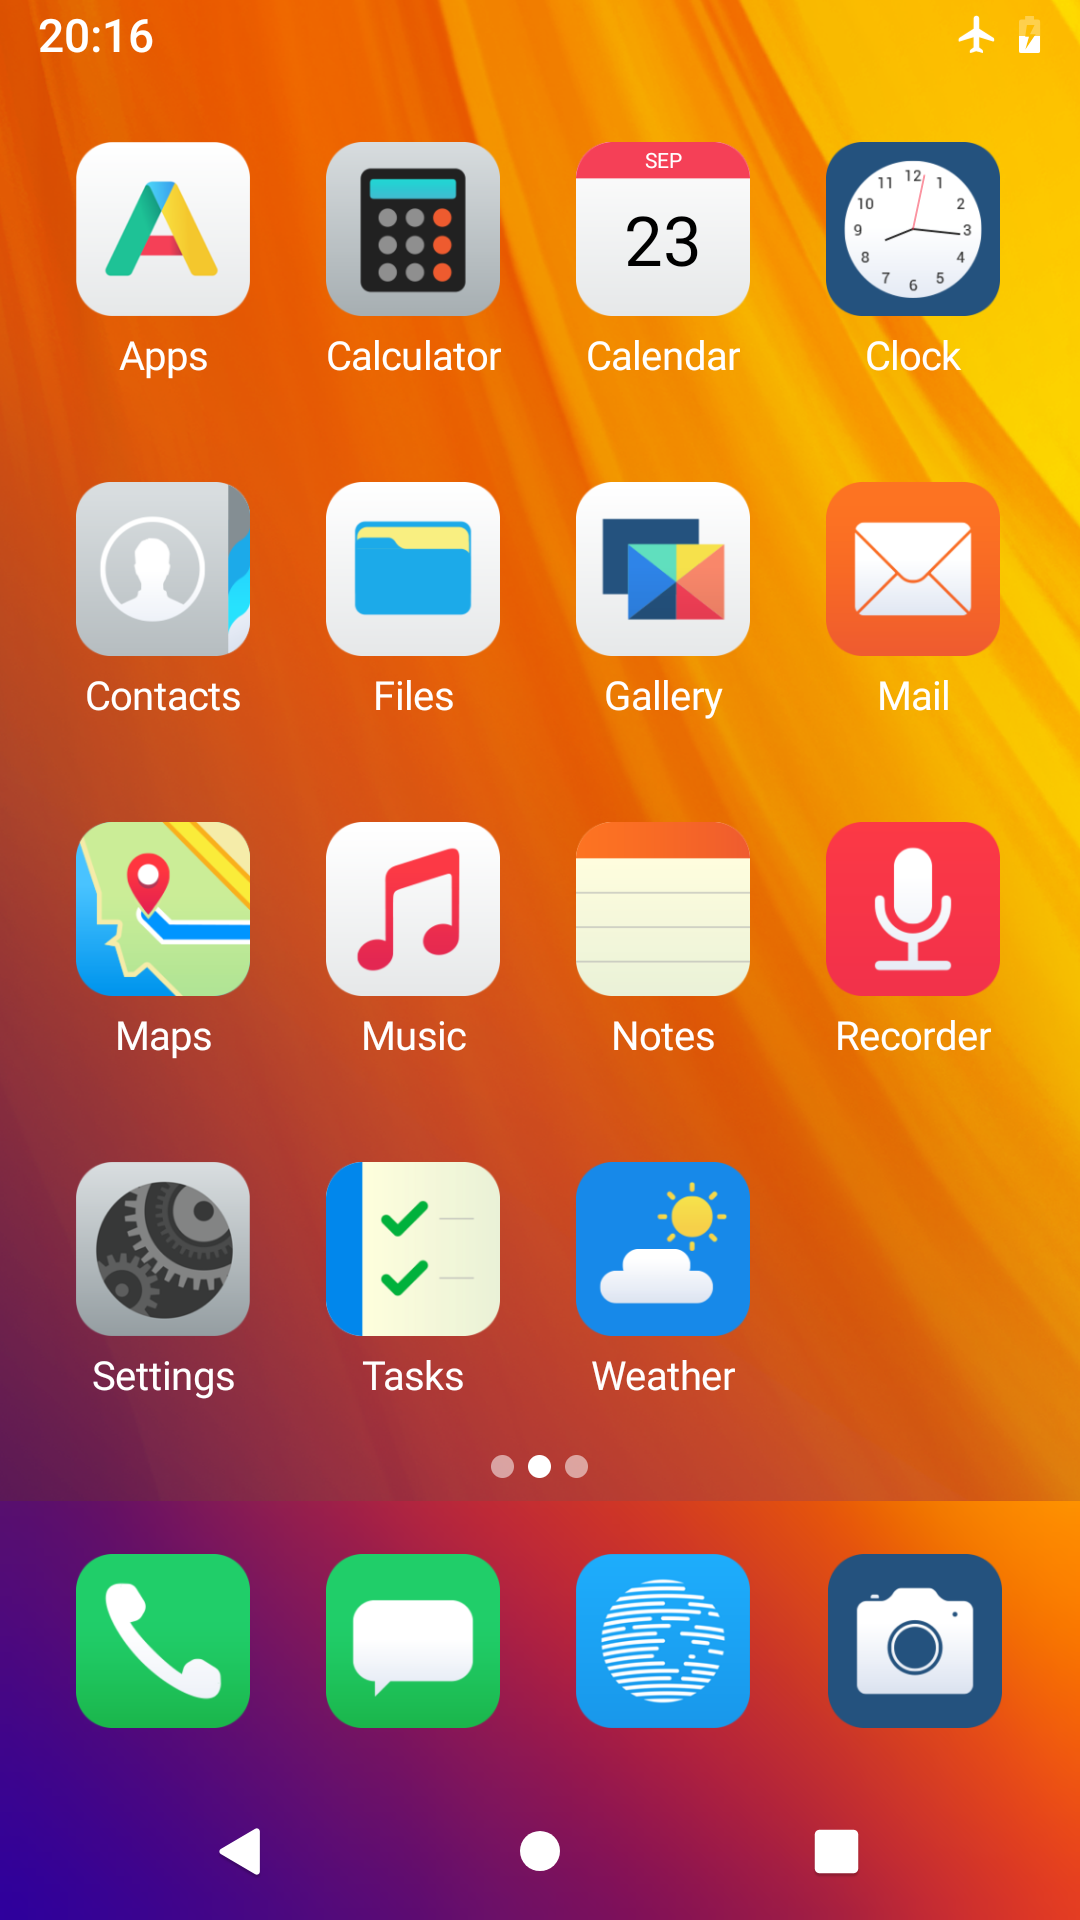 20:16
SEP
23
12
11 1
10 2
9 3
8 4
7 5
6
Apps Calculator Calendar Clock
Contacts Files Gallery Mail
Maps Music Notes Recorder
Settings Tasks Weather